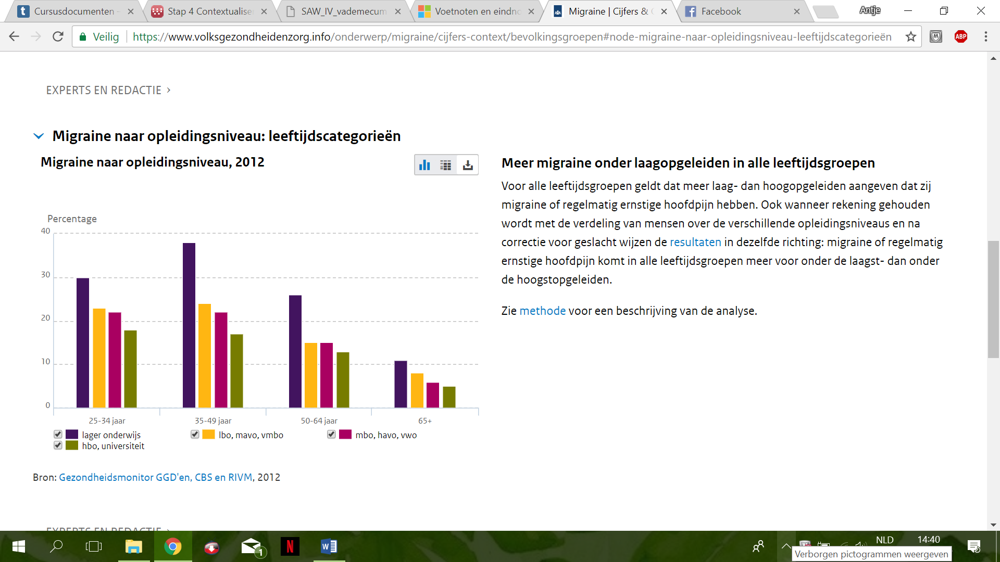 Cursusdocumenten –
Stap 4 Contextualise
SAW_IV_vademecum
Voetnoten en eindno
Migraine | Cijfers &
Facebook
Antje
Veilig
https://www.volksgezondheidenzorg.info/onderwerp/migraine/cijfers-context/bevolkingsgroepen#node-migraine-naar-opleidingsniveau-leeftijdscategorieën
ABP
EXPERTS EN REDACTIE ›
Migraine naar opleidingsniveau: leeftijdscategorieën
Migraine naar opleidingsniveau, 2012
Percentage
40
30
20
10
0
25-34 jaar
35-49 jaar
50-64 jaar
65+
lager onderwijs
lbo, mavo, vmbo
mbo, havo, vwo
hbo, universiteit
Bron: Gezondheidsmonitor GGD'en, CBS en RIVM, 2012
Meer migraine onder laagopgeleiden in alle leeftijdsgroepen
Voor alle leeftijdsgroepen geldt dat meer laag- dan hoogopgeleiden aangeven dat zij
migraine of regelmatig ernstige hoofdpijn hebben. Ook wanneer rekening gehouden
wordt met de verdeling van mensen over de verschillende opleidingsniveaus en na
correctie voor geslacht wijzen de resultaten in dezelfde richting: migraine of regelmatig
ernstige hoofdpijn komt in alle leeftijdsgroepen meer voor onder de laagst- dan onder
de hoogstopgeleiden.
Zie methode voor een beschrijving van de analyse.
EXPERTS EN REDACTIE ›
1
N
W
NLD
14:40
Verborgen pictogrammen weergeven